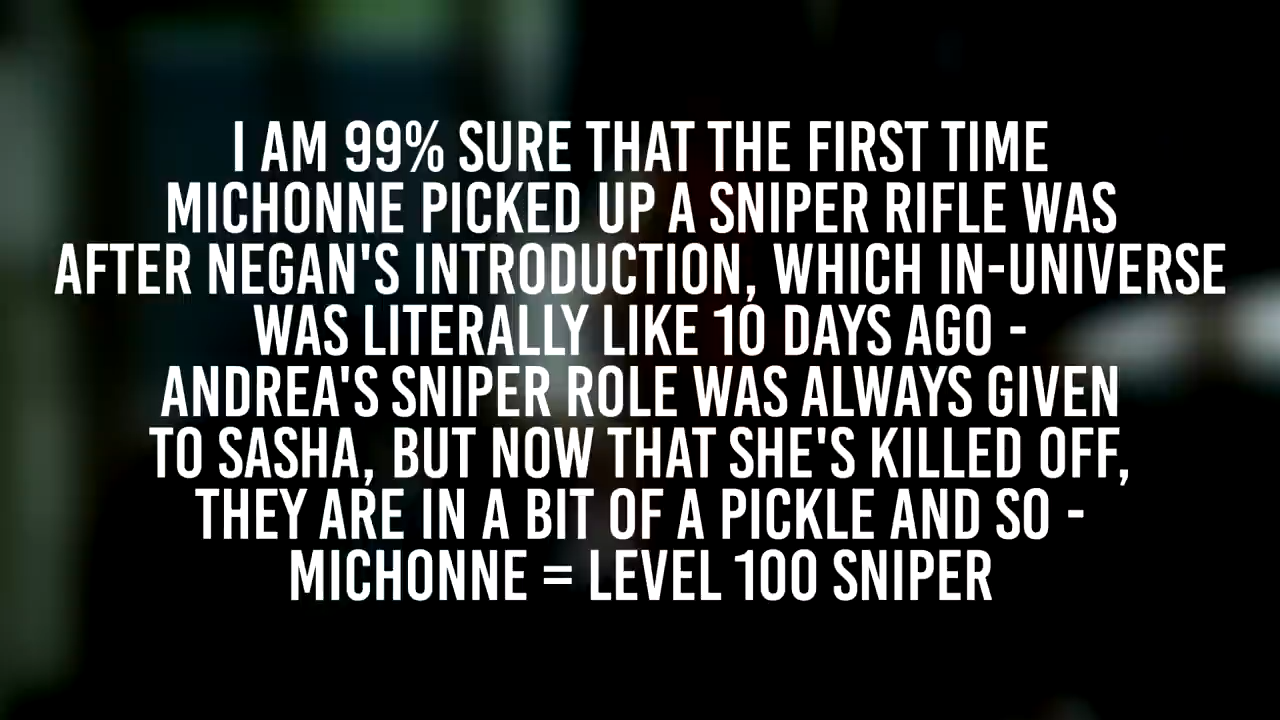 I AM 99% SURE THAT THE FIRST TIME
MICHONNE PICKED UP A SNIPER RIFLE WAS
AFTER NEGAN'S INTRODUCTION, WHICH IN-UNIVERSE
WAS LITERALLY LIKE 10 DAYS AGO -
ANDREA'S SNIPER ROLE WAS ALWAYS GIVEN
TO SASHA, BUT NOW THAT SHE'S KILLED OFF,
THEY ARE IN A BIT OF A PICKLE AND SO -
MICHONNE = LEVEL 100 SNIPER